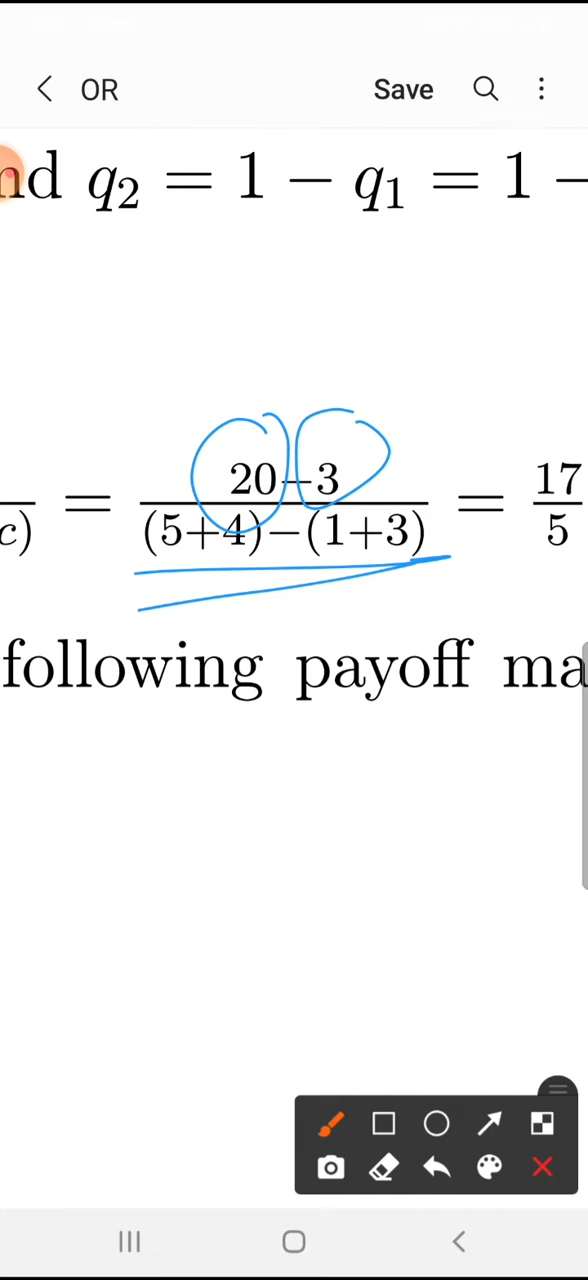 OR Save
nd q₂ = 1 − q₁ = 1 −
c) = 20−3 / (5+4)−(1+3) = 17/5
following payoff ma